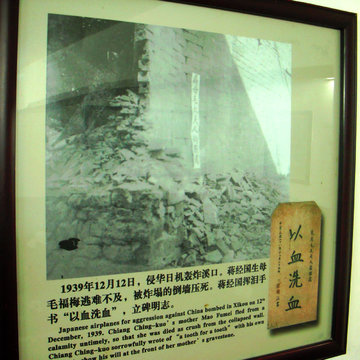 以血洗血
1939年12月12日，侵华日机轰炸溪口。蒋经国生母
毛福梅逃难不及，被炸塌的倒墙压死。蒋经国挥泪手
书“以血洗血”，立碑明志。
Japanese airplanes for aggression against China bombed in Xikou on 12ᵗʰ
December, 1939. Chiang Ching-kuo's mother Mao Fumei fled from a
calamity untimely, so that she was died as crush from the collapsed wall.
Chiang Ching-kuo sorrowfully wrote of "a tooth for a tooth" with his own
show his will at the front of her mother's gravestene.